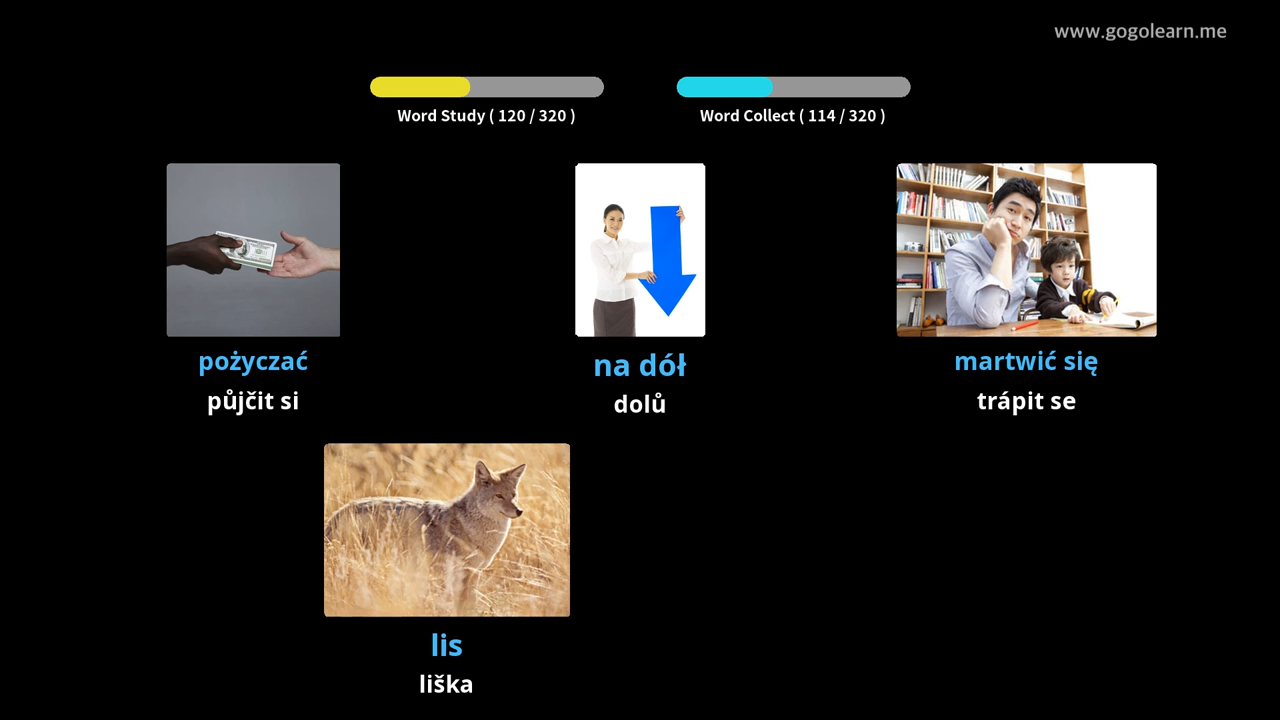 www.gogolearn.me
Word Study ( 120 / 320 )
Word Collect ( 114 / 320 )
pożyczać
půjčit si
na dół
dolů
martwić się
trápit se
lis
liška